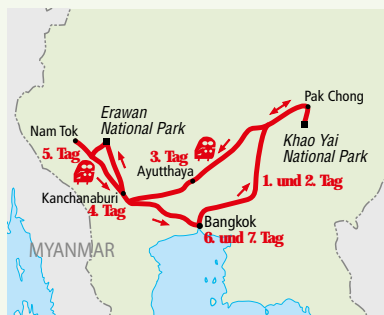 Pak Chong
Erawan
National Park
Nam Tok
Khao Yai
National Park
5. Tag
3. Tag
Ayutthaya
1. und 2. Tag
Kanchanaburi
4. Tag
Bangkok
6. und 7. Tag
MYANMAR